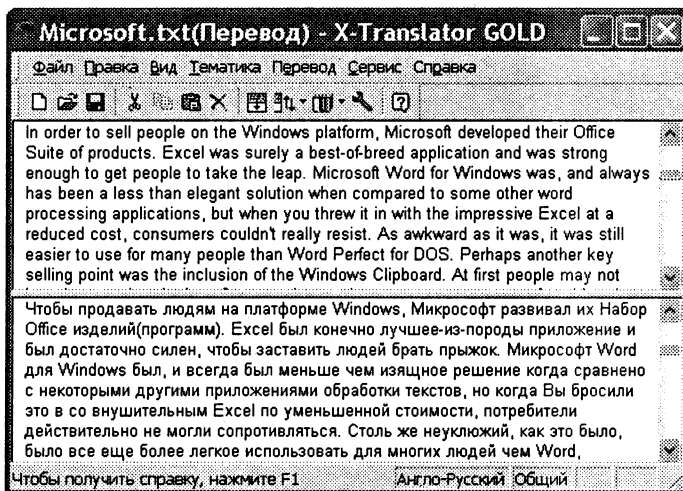 Microsoft.txt(Перевод) - X-Translator GOLD
Файл Правка Вид Тематика Перевод Сервис Справка
In order to sell people on the Windows platform, Microsoft developed their Office
Suite of products. Excel was surely a best-of-breed application and was strong
enough to get people to take the leap. Microsoft Word for Windows was, and always
has been a less than elegant solution when compared to some other word
processing applications, but when you threw it in with the impressive Excel at a
reduced cost, consumers couldn't really resist. As awkward as it was, it was still
easier to use for many people than Word Perfect for DOS. Perhaps another key
selling point was the inclusion of the Windows Clipboard. At first people may not
Чтобы продавать людям на платформе Windows, Микрософт развивал их Набор
Office изделий(программ). Excel был конечно лучшее-из-породы приложение и
был достаточно силен, чтобы заставить людей брать прыжок. Микрософт Word
для Windows был, и всегда был меньше чем изящное решение когда сравнено
с некоторыми другими приложениями обработки текстов, но когда Вы бросили
это в со внушительным Excel по уменьшенной стоимости, потребители
действительно не могли сопротивляться. Столь же неуклюжий, как это было,
было все еще более легкое использовать для многих людей чем Word,
Чтобы получить справку, нажмите F1 Англо-Русский Общий